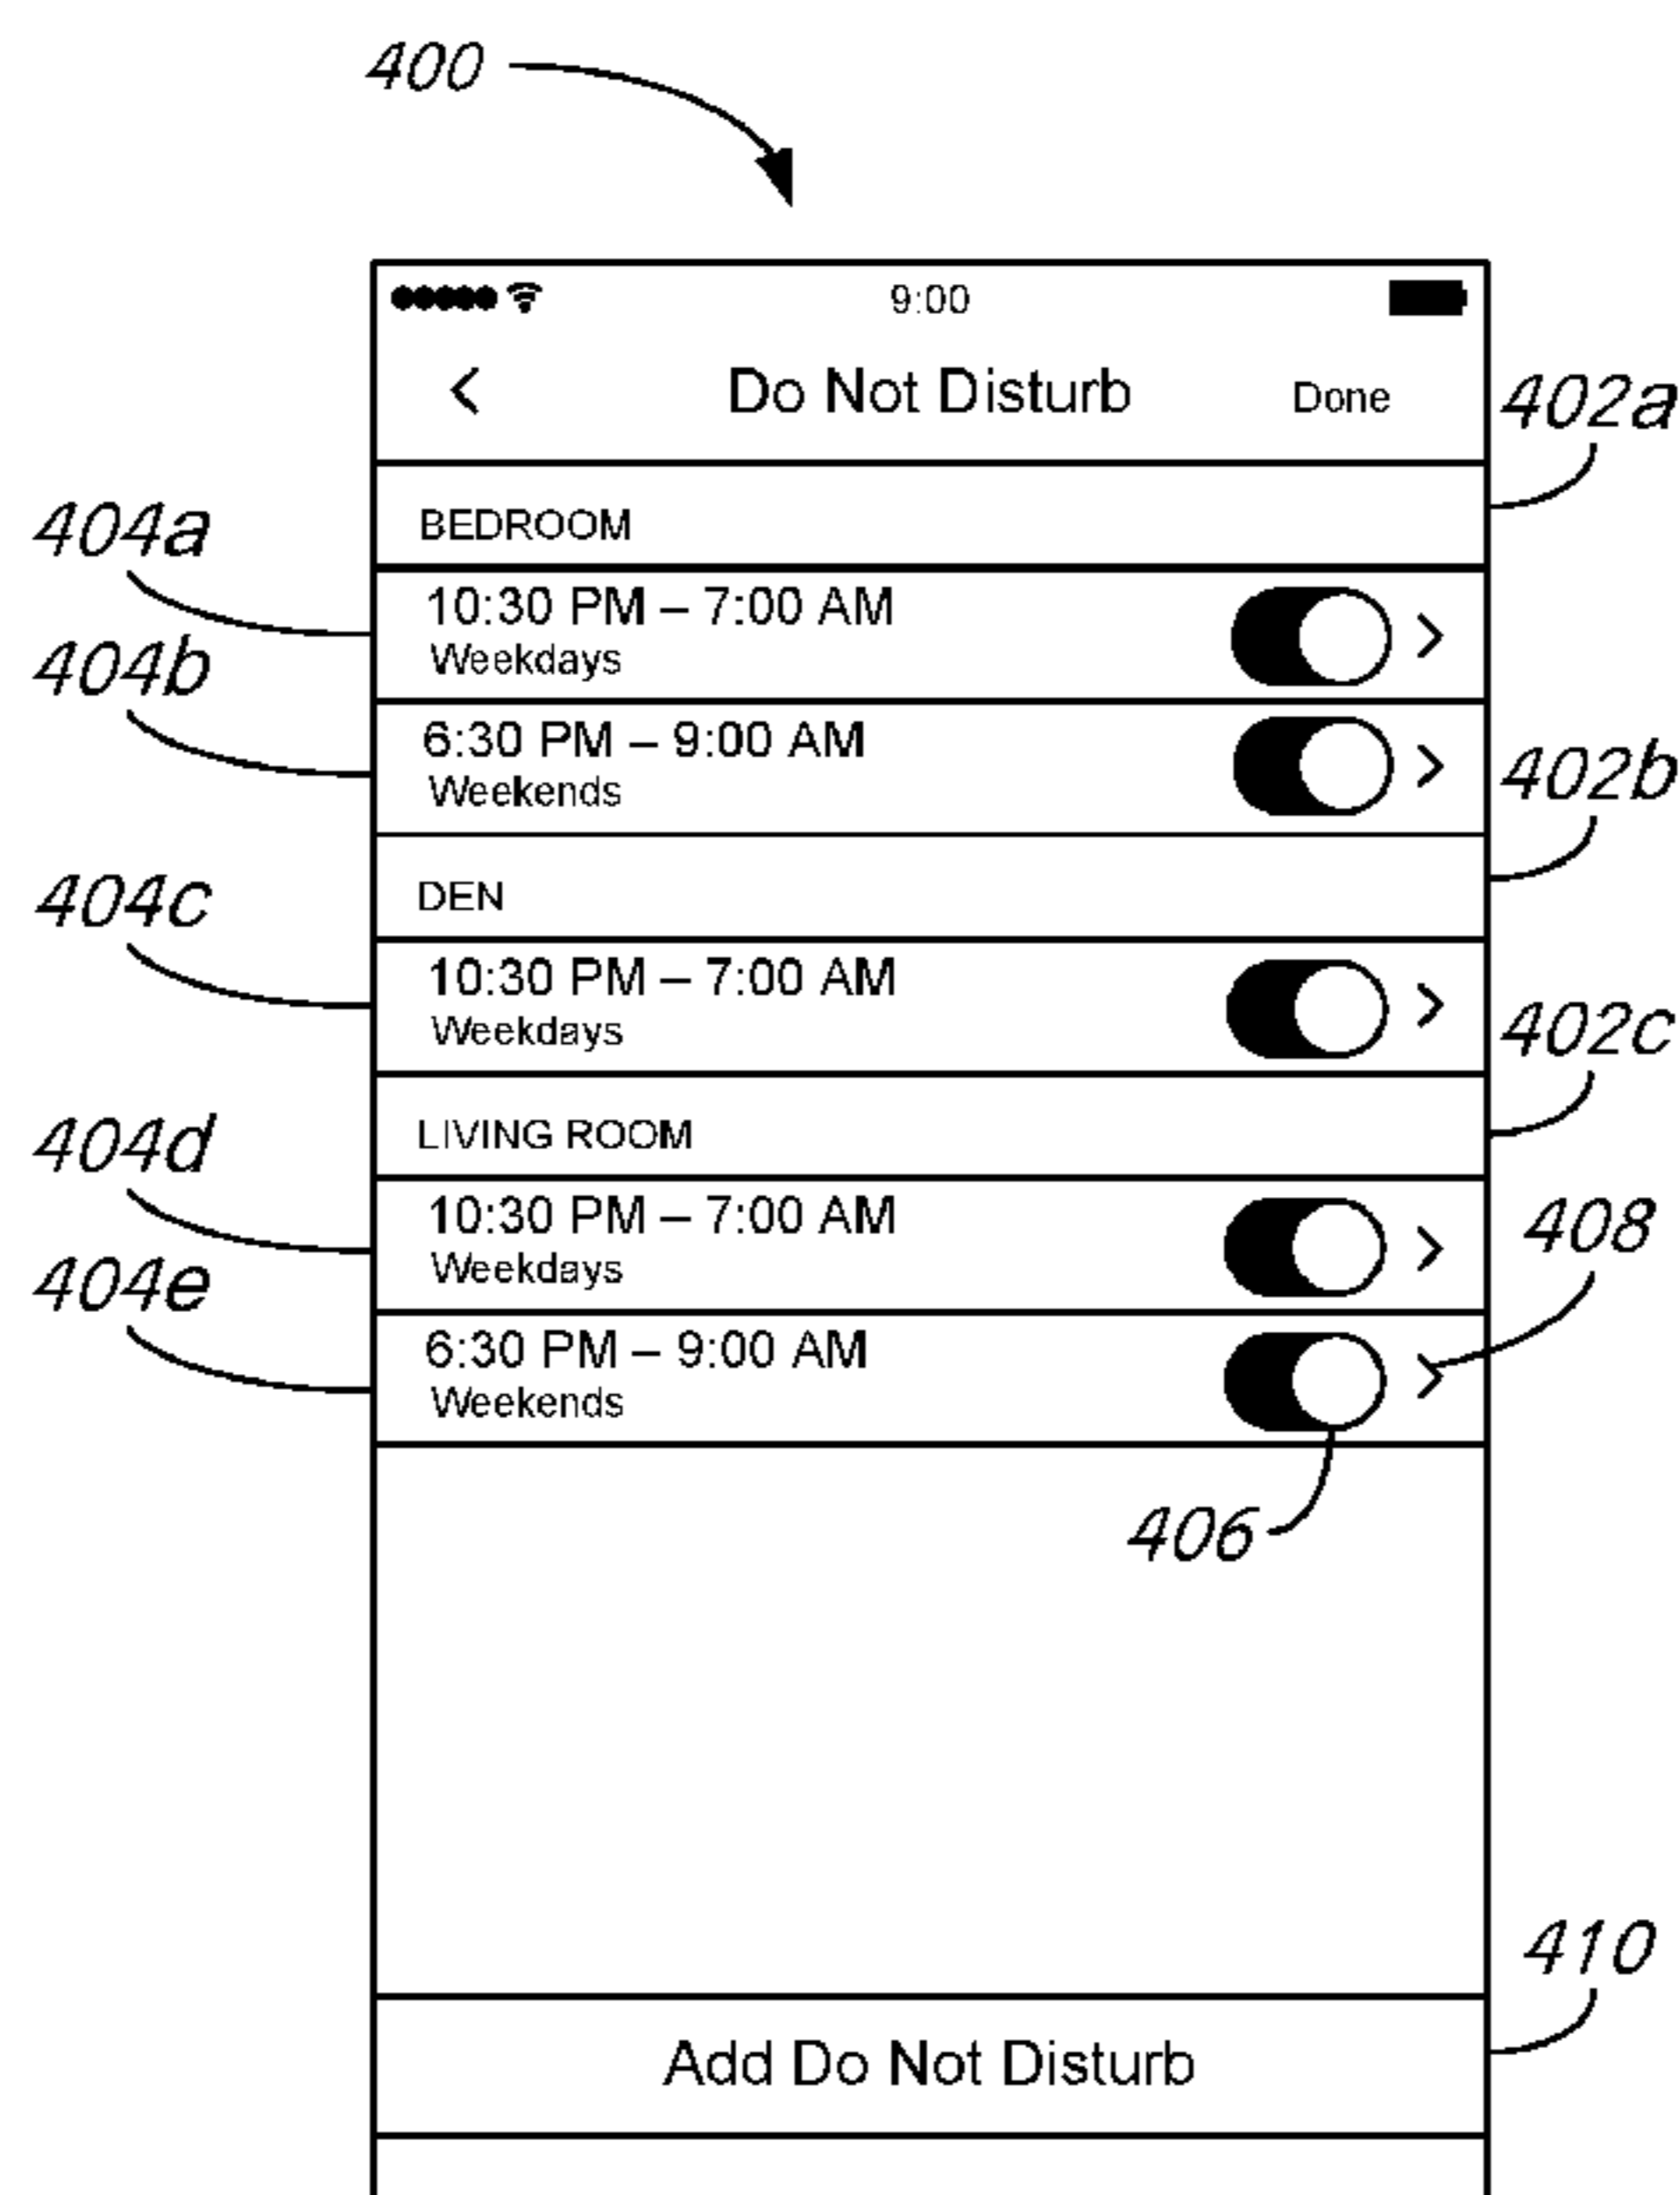 400
9:00
< Do Not Disturb Done
402a
BEDROOM
404a
10:30 PM – 7:00 AM >
Weekdays
404b
6:30 PM – 9:00 AM >
Weekends
402b
DEN
404c
10:30 PM – 7:00 AM >
Weekdays
402c
LIVING ROOM
404d
10:30 PM – 7:00 AM >
Weekdays
408
404e
6:30 PM – 9:00 AM >
Weekends
406
410
Add Do Not Disturb